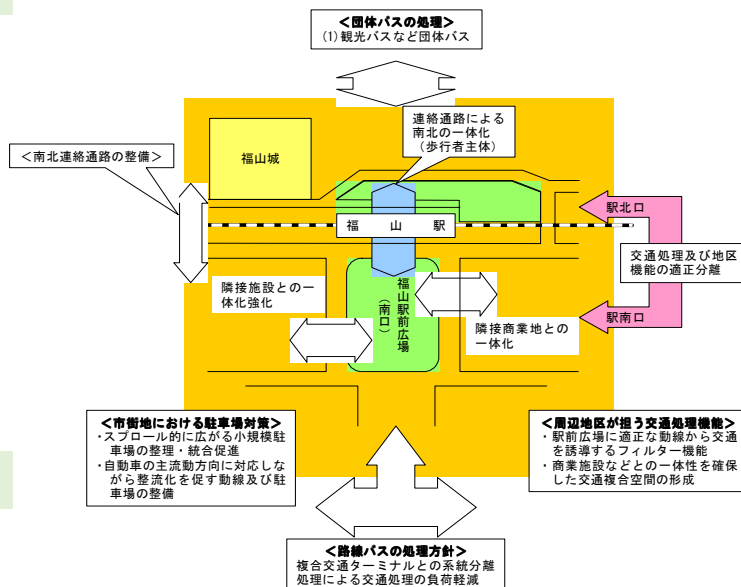 ＜団体バスの処理＞
(1)観光バスなど団体バス
連絡通路による
南北の一体化
（歩行者主体）
＜南北連絡通路の整備＞
福山城
駅北口
福山駅
交通処理及び地区
機能の適正分離
隣接施設との一
体化強化
福山駅前広場
（南口）
隣接商業地との
一体化
駅南口
＜市街地における駐車場対策＞
・スプロール的に広がる小規模駐
車場の整理・統合促進
・自動車の主流動方向に対応しな
がら整流化を促す動線及び駐
車場の整備
＜周辺地区が担う交通処理機能＞
・駅前広場に適正な動線から交通
を誘導するフィルター機能
・商業施設などとの一体性を確保
した交通複合空間の形成
＜路線バスの処理方針＞
複合交通ターミナルとの系統分離
処理による交通処理の負荷軽減